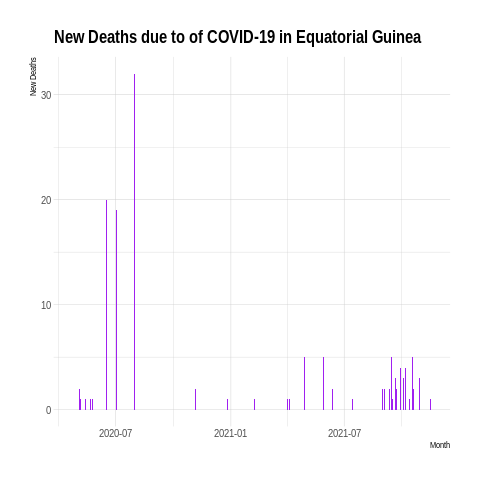 New Deaths due to of COVID-19 in Equatorial Guinea
New Deaths
30
20
10
0
2020-07
2021-01
2021-07
Month